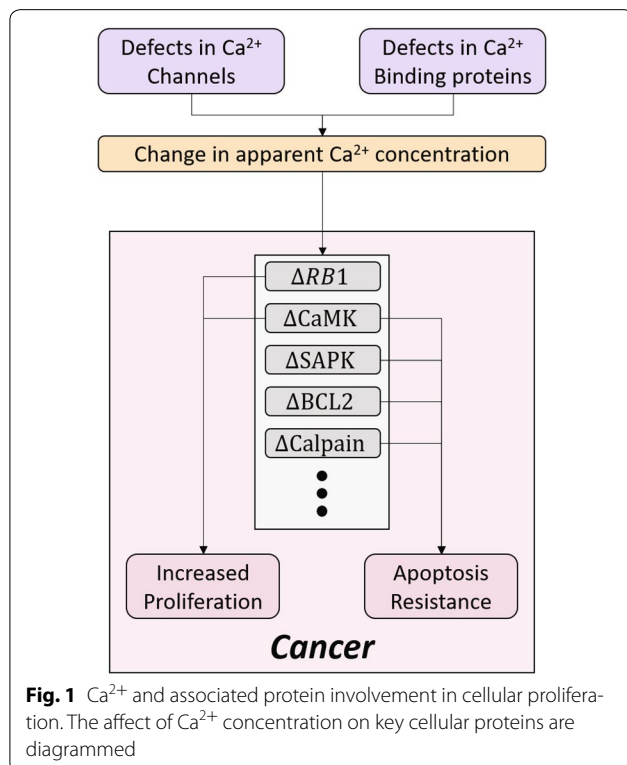 Defects in Ca²⁺
Channels
Defects in Ca²⁺
Binding proteins
Change in apparent Ca²⁺ concentration
ΔRB1
ΔCaMK
ΔSAPK
ΔBCL2
ΔCalpain
Increased
Proliferation
Apoptosis
Resistance
Cancer
Fig. 1 Ca²⁺ and associated protein involvement in cellular prolifera-
tion. The affect of Ca²⁺ concentration on key cellular proteins are
diagrammed